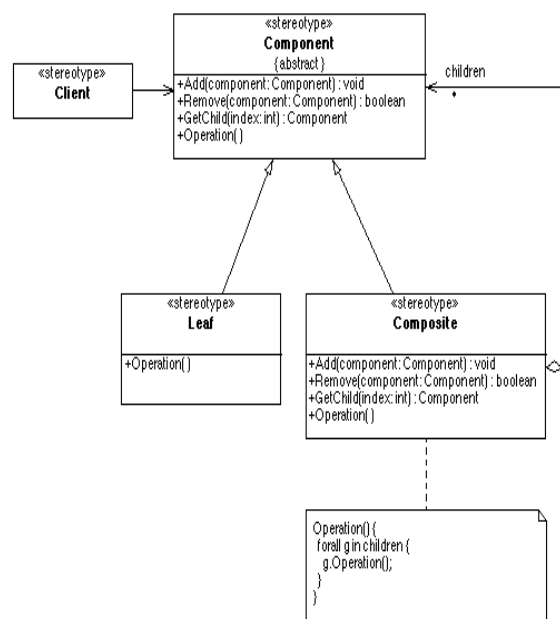 «stereotype»
Component
{abstract}
+Add(component: Component) : void
+Remove(component: Component) : boolean
+GetChild(index: int) : Component
+Operation( )
«stereotype»
Client
children
*
«stereotype»
Leaf
+Operation( )
«stereotype»
Composite
+Add(component: Component) : void
+Remove(component: Component) : boolean
+GetChild(index: int) : Component
+Operation( )
Operation() {
forall g in children {
g.Operation();
}
}